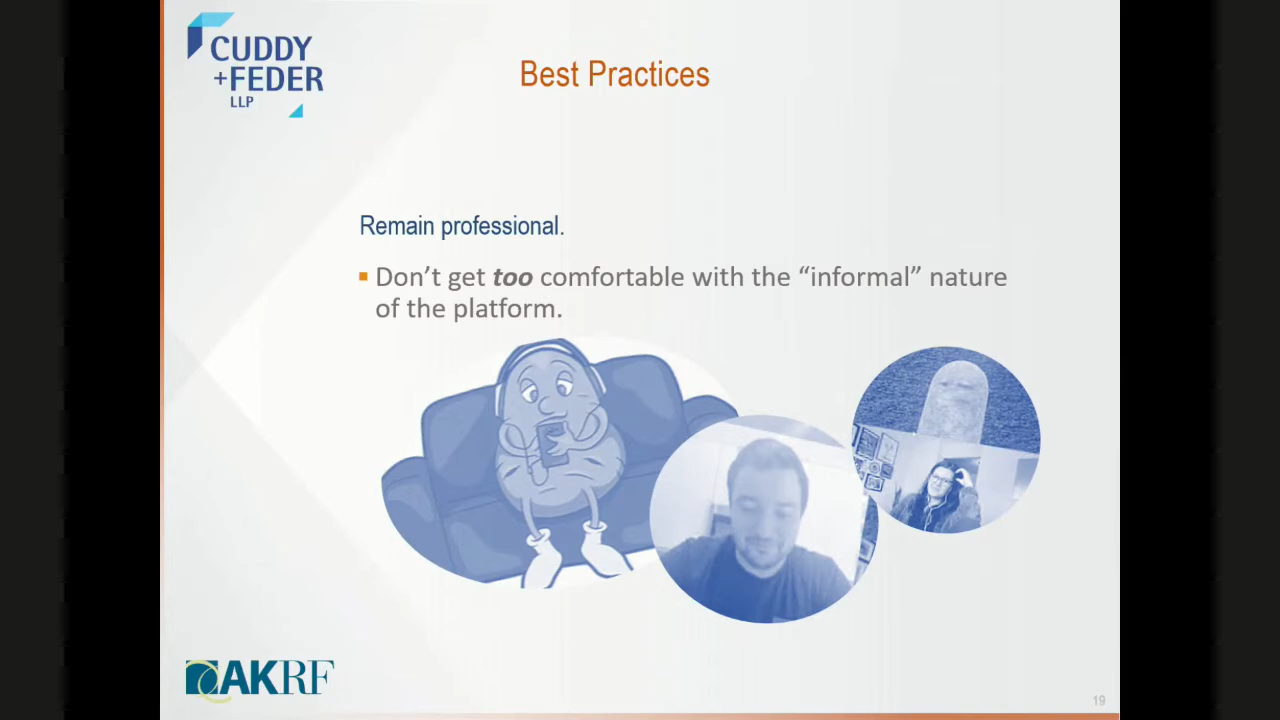 CUDDY
+FEDER
LLP
Best Practices
Remain professional.
Don’t get too comfortable with the “informal” nature
of the platform.
AKRF
19